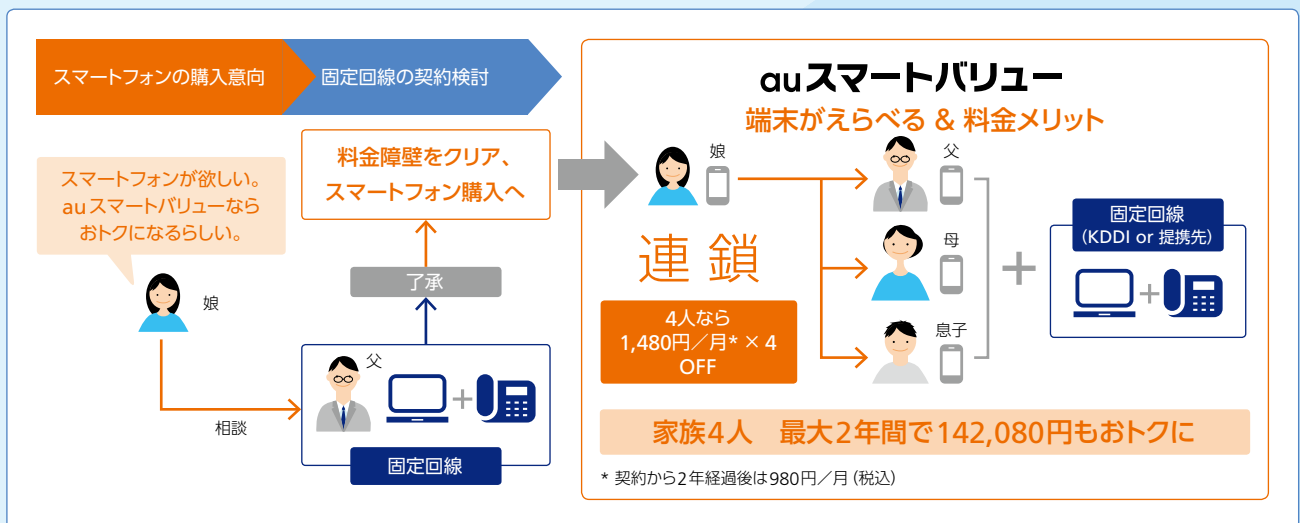 スマートフォンの購入意向
固定回線の契約検討
スマートフォンが欲しい。
auスマートバリューなら
おトクになるらしい。
娘
相談
料金障壁をクリア、
スマートフォン購入へ
了承
父
固定回線
auスマートバリュー
端末がえらべる & 料金メリット
娘
連鎖
4人なら
1,480円／月* × 4
OFF
父
母
息子
固定回線
(KDDI or 提携先)
家族4人　最大2年間で142,080円もおトクに
* 契約から2年経過後は980円／月（税込）